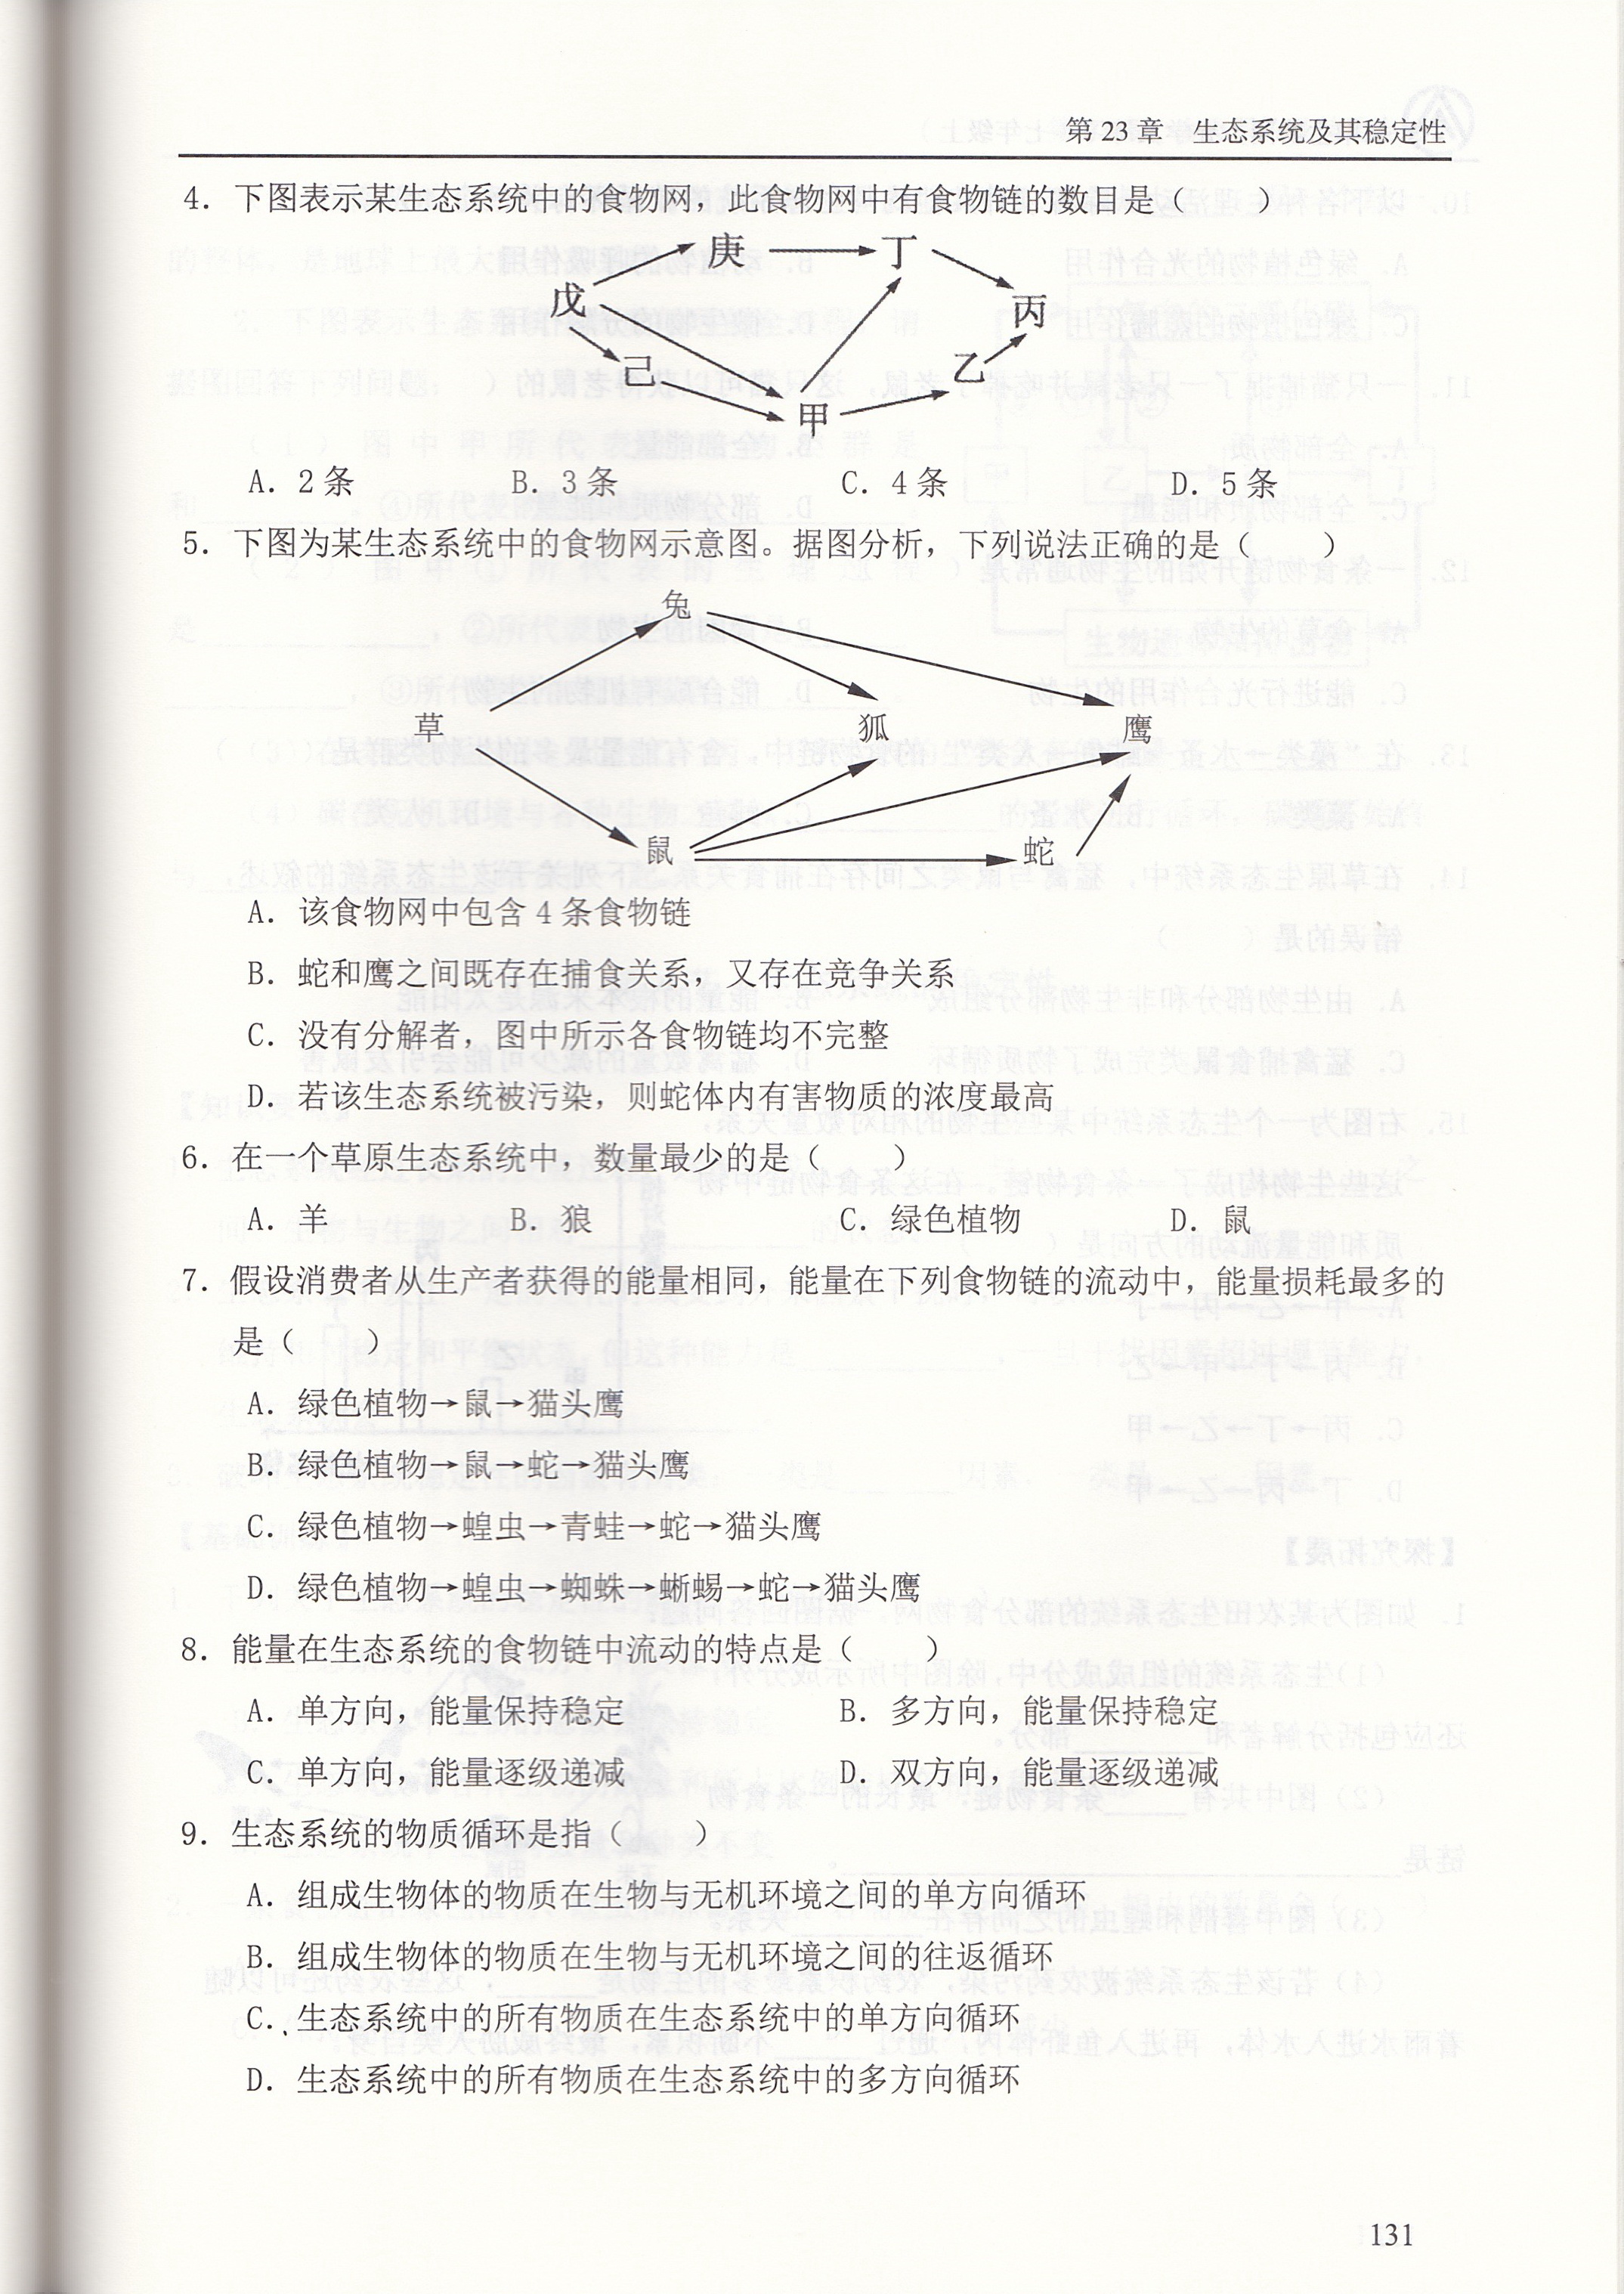 第 23 章　生态系统及其稳定性
4. 下图表示某生态系统中的食物网，此食物网中有食物链的数目是（　　）
庚 丁
戊 丙
己 乙
甲
A. 2 条　B. 3 条　C. 4 条　D. 5 条
5. 下图为某生态系统中的食物网示意图。据图分析，下列说法正确的是（　　）
兔
草 狐 鹰
鼠 蛇
A. 该食物网中包含 4 条食物链
B. 蛇和鹰之间既存在捕食关系，又存在竞争关系
C. 没有分解者，图中所示各食物链均不完整
D. 若该生态系统被污染，则蛇体内有害物质的浓度最高
6. 在一个草原生态系统中，数量最少的是（　　）
A. 羊　B. 狼　C. 绿色植物　D. 鼠
7. 假设消费者从生产者获得的能量相同，能量在下列食物链的流动中，能量损耗最多的
是（　　）
A. 绿色植物→鼠→猫头鹰
B. 绿色植物→鼠→蛇→猫头鹰
C. 绿色植物→蝗虫→青蛙→蛇→猫头鹰
D. 绿色植物→蝗虫→蜘蛛→蜥蜴→蛇→猫头鹰
8. 能量在生态系统的食物链中流动的特点是（　　）
A. 单方向，能量保持稳定　B. 多方向，能量保持稳定
C. 单方向，能量逐级递减　D. 双方向，能量逐级递减
9. 生态系统的物质循环是指（　　）
A. 组成生物体的物质在生物与无机环境之间的单方向循环
B. 组成生物体的物质在生物与无机环境之间的往返循环
C. 生态系统中的所有物质在生态系统中的单方向循环
D. 生态系统中的所有物质在生态系统中的多方向循环
131